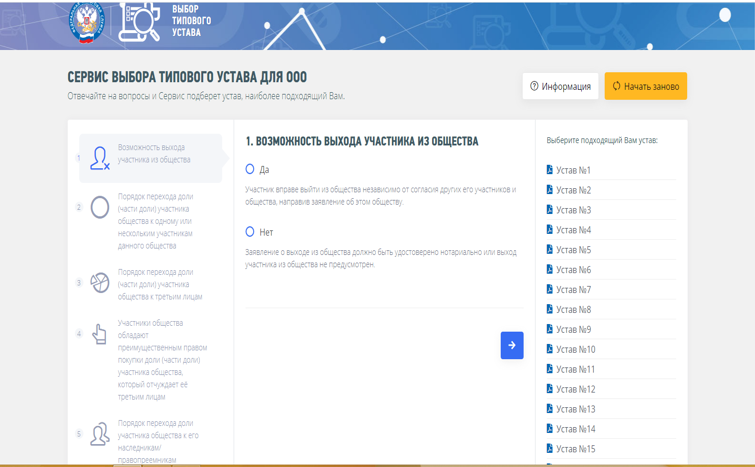 ВЫБОР
ТИПОВОГО
УСТАВА
СЕРВИС ВЫБОРА ТИПОВОГО УСТАВА ДЛЯ ООО
Отвечайте на вопросы и Сервис подберет устав, наиболее подходящий Вам.
Информация
Начать заново
1
Возможность выхода
участника из общества
2
Порядок перехода доли
(части доли) участника
общества к одному или
нескольким участникам
данного общества
3
Порядок перехода доли
(части доли) участника
общества к третьим лицам
4
Участники общества
обладают
преимущественным правом
покупки доли (части доли)
участника общества,
который отчуждает её
третьим лицам
5
Порядок перехода доли
участника общества к его
наследникам/
правопреемникам
1. ВОЗМОЖНОСТЬ ВЫХОДА УЧАСТНИКА ИЗ ОБЩЕСТВА
Да
Участник вправе выйти из общества независимо от согласия других его участников и
общества, направив заявление об этом обществу.
Нет
Заявление о выходе из общества должно быть удостоверено нотариально или выход
участника из общества не предусмотрен.
Выберите подходящий Вам устав:
Устав №1
Устав №2
Устав №3
Устав №4
Устав №5
Устав №6
Устав №7
Устав №8
Устав №9
Устав №10
Устав №11
Устав №12
Устав №13
Устав №14
Устав №15